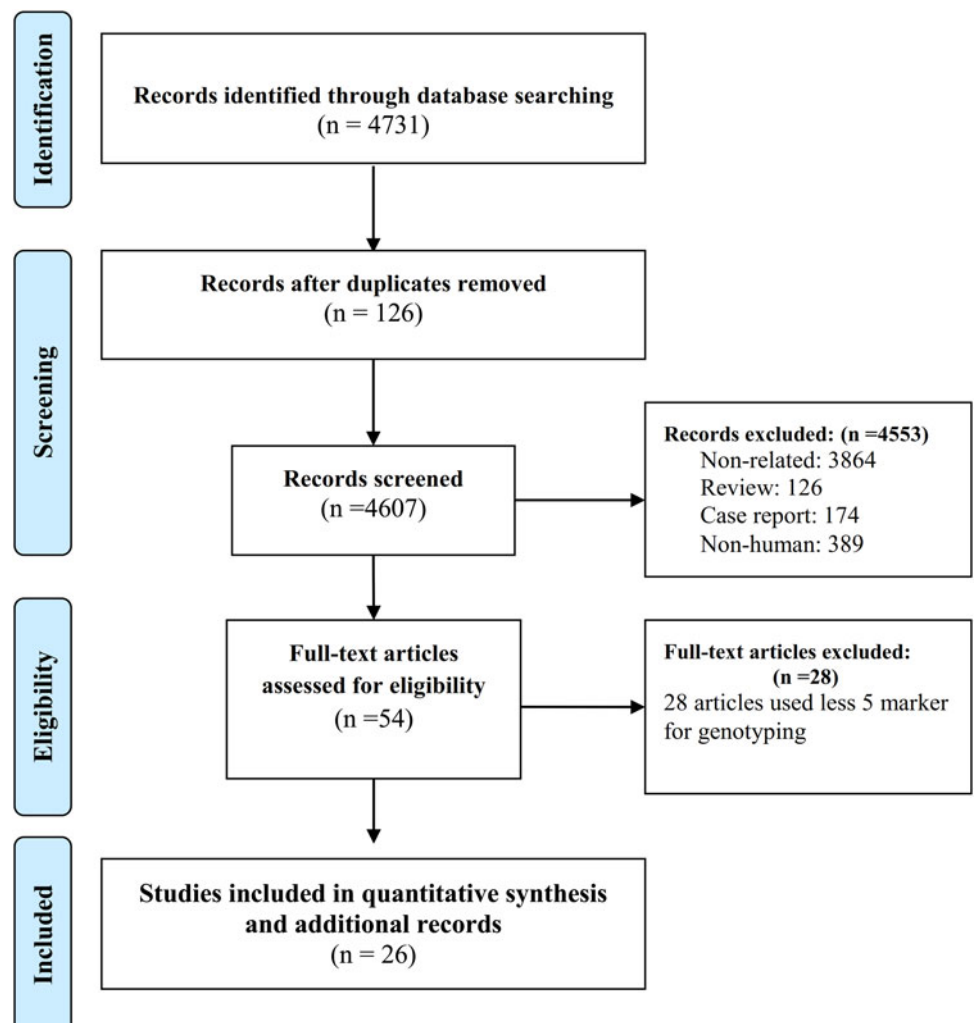 Identification
Records identified through database searching
(n = 4731)
Screening
Records after duplicates removed
(n = 126)
Records screened
(n =4607)
Records excluded: (n =4553)
Non-related: 3864
Review: 126
Case report: 174
Non-human: 389
Eligibility
Full-text articles
assessed for eligibility
(n =54)
Full-text articles excluded:
(n =28)
28 articles used less 5 marker
for genotyping
Included
Studies included in quantitative synthesis
and additional records
(n = 26)